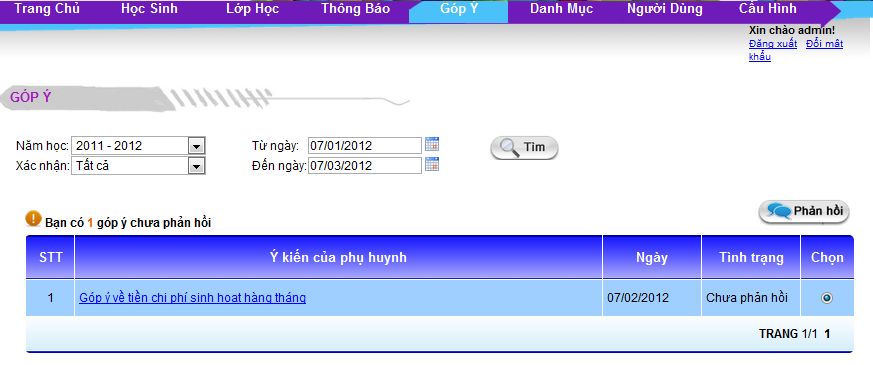 Trang Chủ Học Sinh Lớp Học Thông Báo Góp Ý Danh Mục Người Dùng Cấu Hình
Xin chào admin!
Đăng xuất Đổi mật
khẩu
GÓP Ý
Năm học: 2011 - 2012 Từ ngày: 07/01/2012 Tìm
Xác nhận: Tất cả Đến ngày: 07/03/2012
Phản hồi
Bạn có 1 góp ý chưa phản hồi
STT Ý kiến của phụ huynh Ngày Tình trạng Chọn
1 Góp ý về tiền chi phí sinh hoạt hàng tháng 07/02/2012 Chưa phản hồi
TRANG 1/1 1